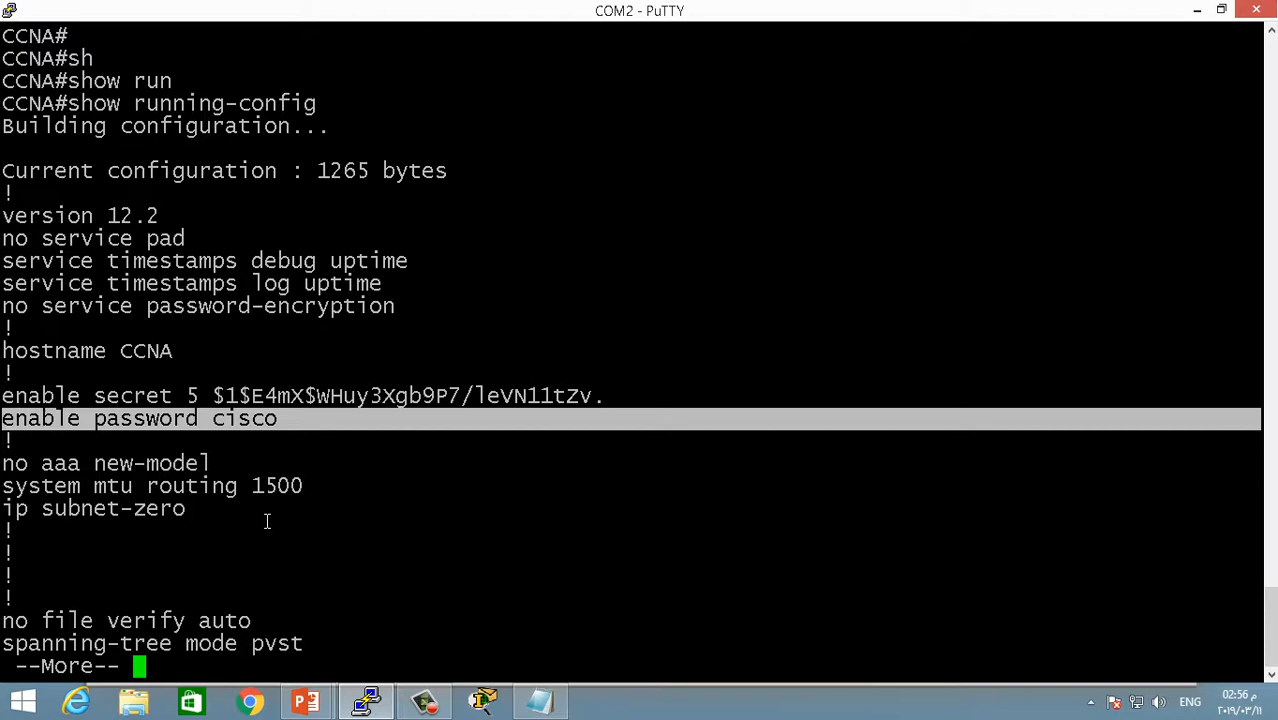 COM2 - PuTTY
CCNA#
CCNA#sh
CCNA#show run
CCNA#show running-config
Building configuration...
Current configuration : 1265 bytes
!
version 12.2
no service pad
service timestamps debug uptime
service timestamps log uptime
no service password-encryption
!
hostname CCNA
!
enable secret 5 $1$E4mX$wHuy3Xgb9P7/leVN11tZv.
enable password cisco
!
no aaa new-model
system mtu routing 1500
ip subnet-zero
!
!
!
!
no file verify auto
spanning-tree mode pvst
--More--
ENG
02:56 م
٢٠١٩/٠٣/١١